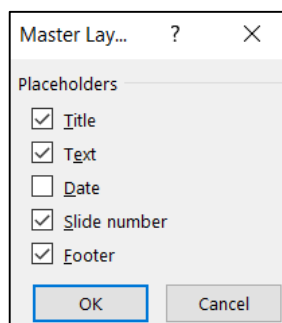 Master Lay... ?
Placeholders
Title
Text
Date
Slide number
Footer
OK Cancel